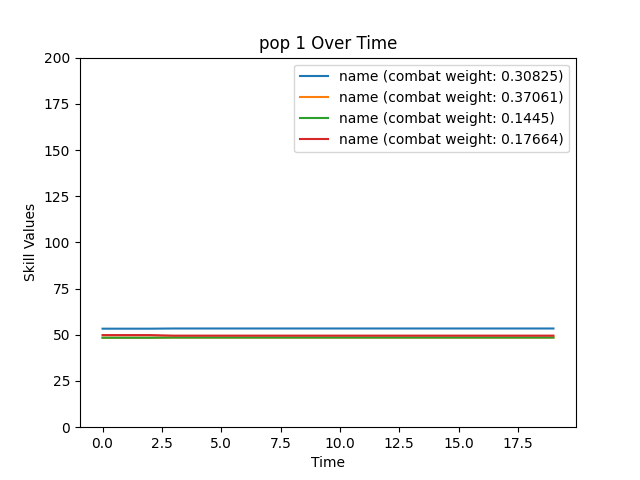 pop 1 Over Time
name (combat weight: 0.30825)
name (combat weight: 0.37061)
name (combat weight: 0.1445)
name (combat weight: 0.17664)
Skill Values
200
175
150
125
100
75
50
25
0
0.0 2.5 5.0 7.5 10.0 12.5 15.0 17.5
Time